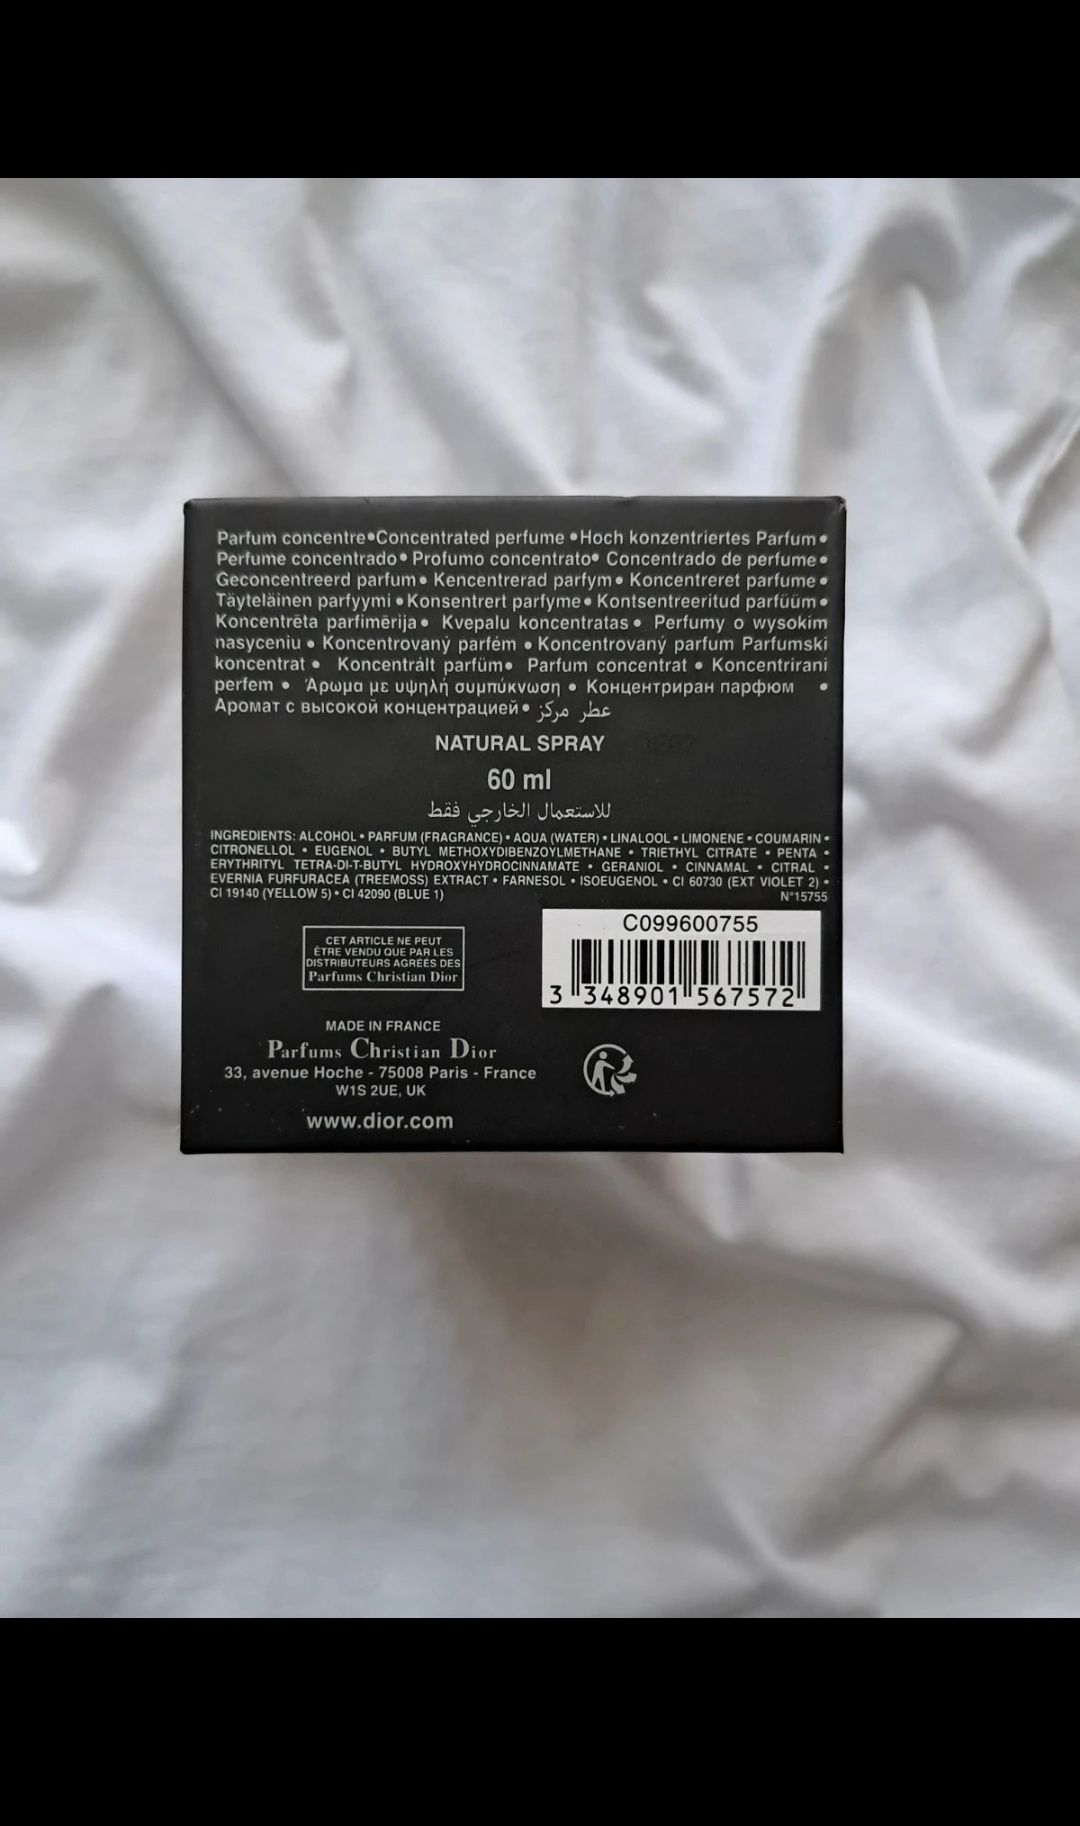 Parfum concentre•Concentrated perfume •Hoch konzentriertes Parfum•
Perfume concentrado• Profumo concentrato• Concentrado de perfume•
Geconcentreerd parfum• Kencentrerad parfym• Koncentreret parfume•
Täyteläinen parfyymi •Konsentrert parfyme• Kontsentreeritud parfüüm•
Koncentrēta parfimērija• Kvepalu koncentratas• Perfumy o wysokim
nasyceniu • Koncentrovaný parfém •Koncentrovaný parfum Parfumski
koncentrat • Koncentrált parfüm• Parfum concentrat • Koncentrirani
perfem • Άρωμα με υψηλή συμπύκνωση • Концентриран парфюм •
Аромат с высокой концентрацией• عطر مركز
NATURAL SPRAY
60 ml
للاستعمال الخارجي فقط
INGREDIENTS: ALCOHOL • PARFUM (FRAGRANCE) • AQUA (WATER) • LINALOOL • LIMONENE • COUMARIN •
CITRONELLOL • EUGENOL • BUTYL METHOXYDIBENZOYLMETHANE • TRIETHYL CITRATE • PENTA •
ERYTHRITYL TETRA-DI-T-BUTYL HYDROXYHYDROCINNAMATE • GERANIOL • CINNAMAL • CITRAL •
EVERNIA FURFURACEA (TREEMOSS) EXTRACT • FARNESOL • ISOEUGENOL • CI 60730 (EXT VIOLET 2) •
CI 19140 (YELLOW 5) • CI 42090 (BLUE 1) N°15755
CET ARTICLE NE PEUT
ÊTRE VENDU QUE PAR LES
DISTRIBUTEURS AGRÉÉS DES
Parfums Christian Dior
C099600755
3 348901 567572
MADE IN FRANCE
Parfums Christian Dior
33, avenue Hoche - 75008 Paris - France
W1S 2UE, UK
www.dior.com